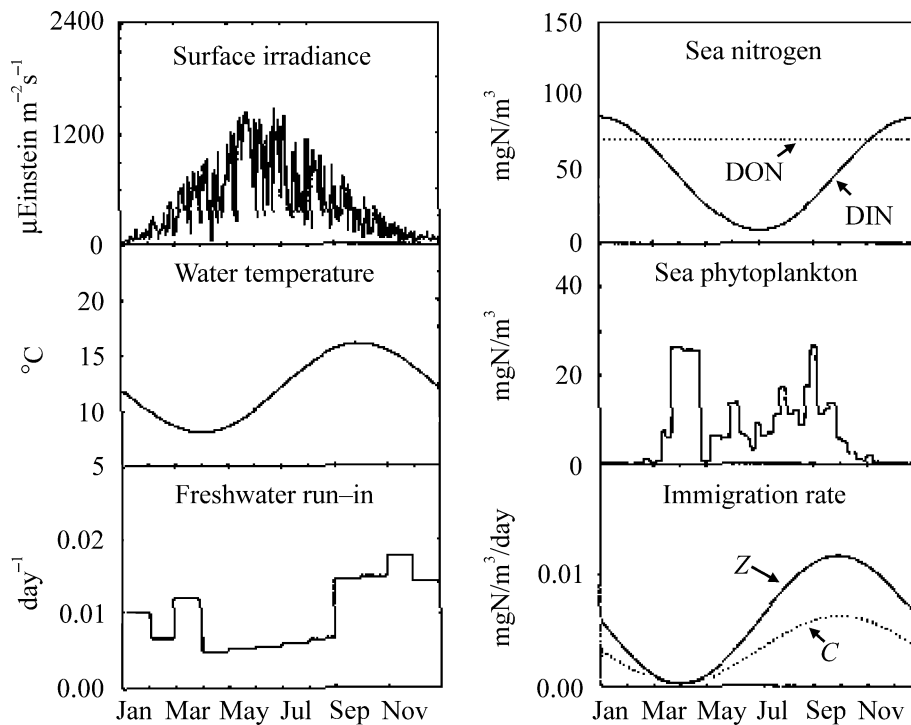 2400
1200
0
µEinstein m⁻²s⁻¹
Surface irradiance
20
15
10
5
°C
Water temperature
0.02
0.01
0.00
day⁻¹
Freshwater run–in
Jan Mar May Jul Sep Nov
150
100
50
0
mgN/m³
Sea nitrogen
DON
DIN
40
20
0
mgN/m³
Sea phytoplankton
0.01
0.00
mgN/m³/day
Immigration rate
Z
C
Jan Mar May Jul Sep Nov